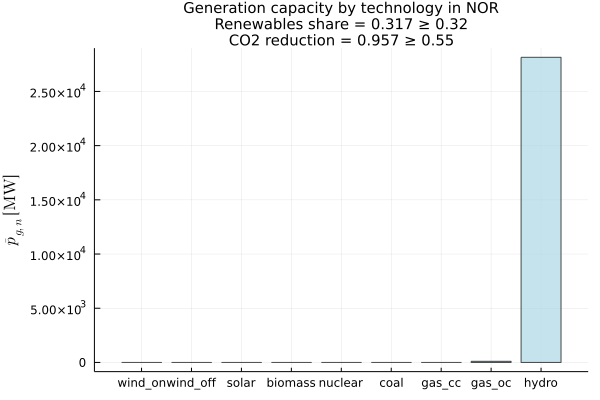 Generation capacity by technology in NOR
Renewables share = 0.317 ≥ 0.32
CO2 reduction = 0.957 ≥ 0.55
p̄_{g,n} [MW]
2.50×10⁴
2.00×10⁴
1.50×10⁴
1.00×10⁴
5.00×10³
0
wind_on wind_off solar biomass nuclear coal gas_cc gas_oc hydro